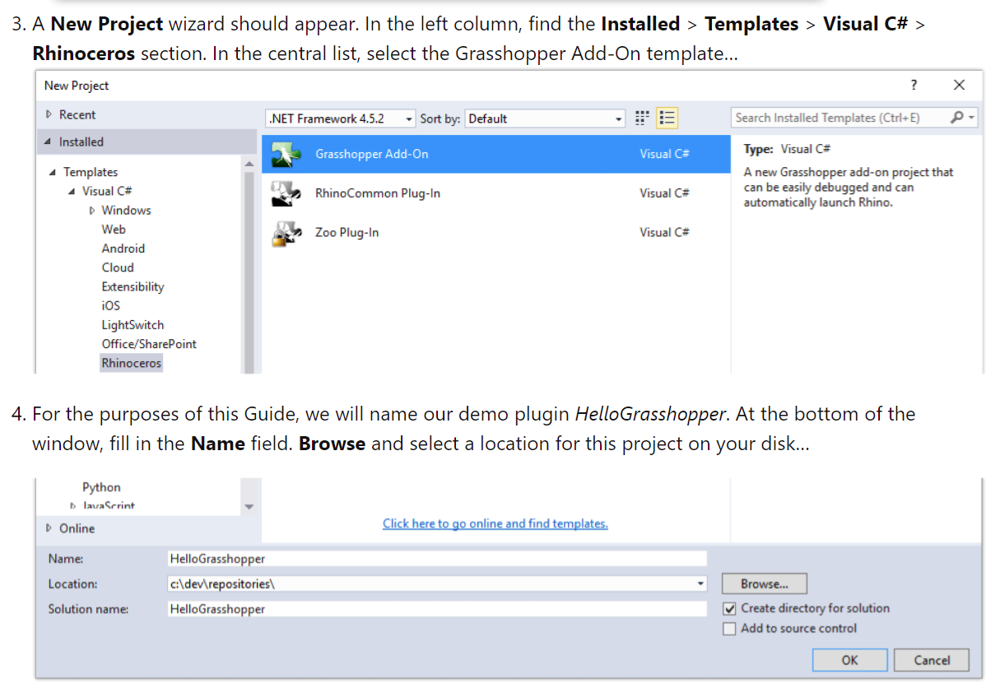 3. A New Project wizard should appear. In the left column, find the Installed > Templates > Visual C# >
Rhinoceros section. In the central list, select the Grasshopper Add-On template...
New Project
?
Recent
.NET Framework 4.5.2
Sort by: Default
Search Installed Templates (Ctrl+E)
Installed
Templates
Visual C#
Windows
Web
Android
Cloud
Extensibility
iOS
LightSwitch
Office/SharePoint
Rhinoceros
Grasshopper Add-On Visual C#
RhinoCommon Plug-In Visual C#
Zoo Plug-In Visual C#
Type: Visual C#
A new Grasshopper add-on project that
can be easily debugged and can
automatically launch Rhino.
4. For the purposes of this Guide, we will name our demo plugin HelloGrasshopper. At the bottom of the
window, fill in the Name field. Browse and select a location for this project on your disk...
Python
JavaScript
Online
Click here to go online and find templates.
Name: HelloGrasshopper
Location: c:\dev\repositories\
Browse...
Solution name: HelloGrasshopper
Create directory for solution
Add to source control
OK
Cancel